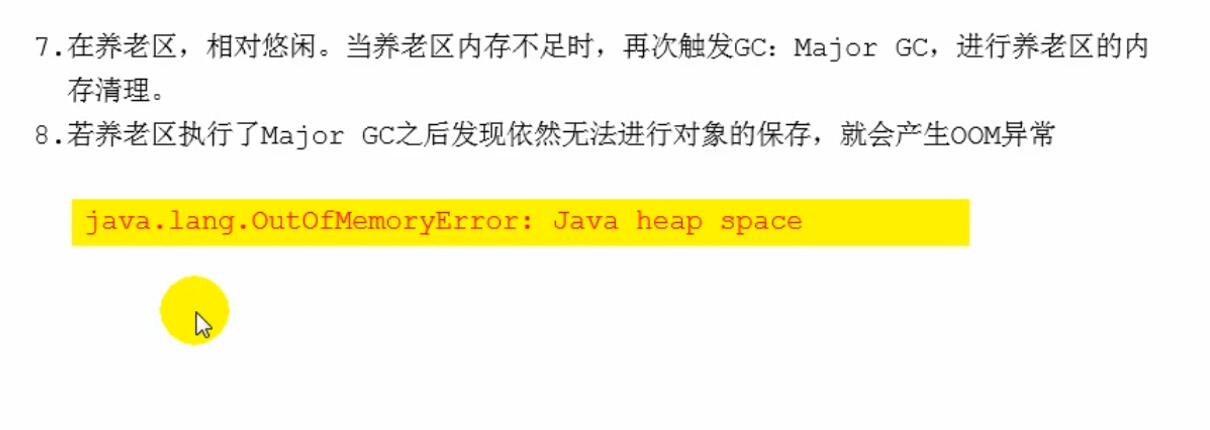 7.在养老区，相对悠闲。当养老区内存不足时，再次触发GC：Major GC，进行养老区的内
存清理。
8.若养老区执行了Major GC之后发现依然无法进行对象的保存，就会产生OOM异常
java.lang.OutOfMemoryError: Java heap space